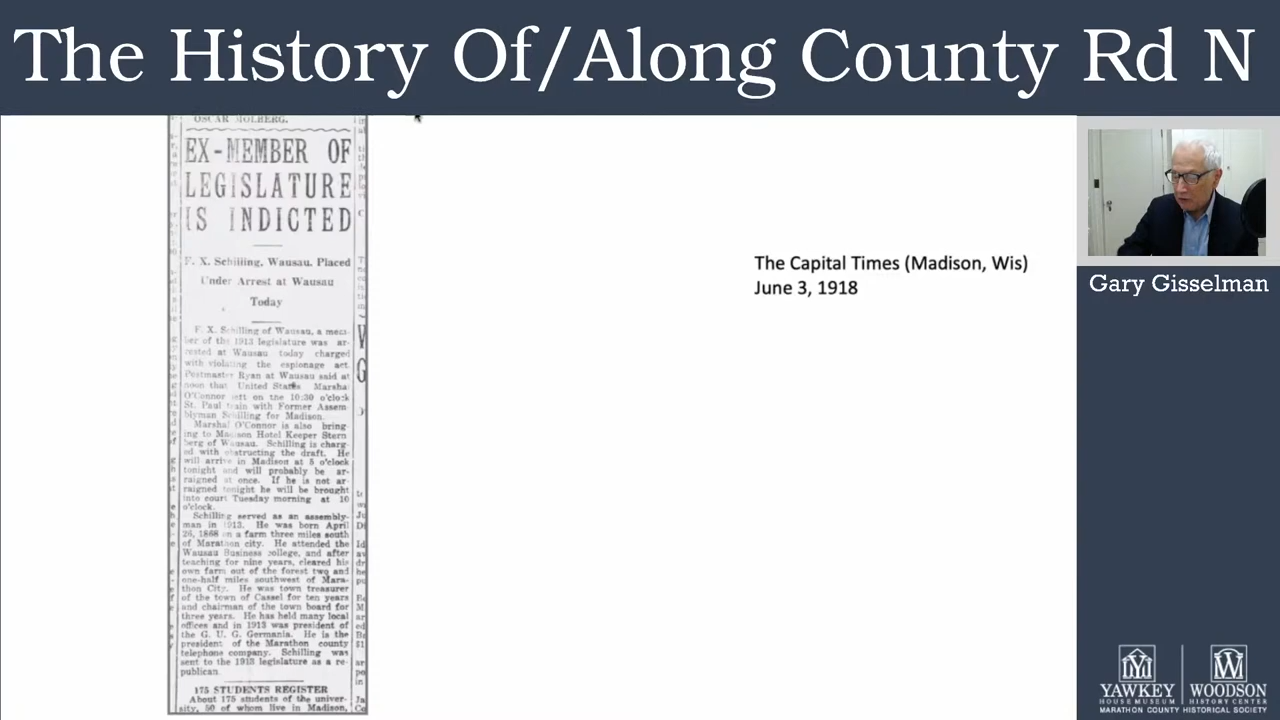 The History Of/Along County Rd N
OSCAR MOLBERG.
EX-MEMBER OF
LEGISLATURE
IS INDICTED
F. X. Schilling, Wausau, Placed
Under Arrest at Wausau
Today
F. X. Schilling of Wausau, a mem-
ber of the 1913 legislature was ar-
rested at Wausau today charged
with violating the espionage act.
Postmaster Ryan at Wausau said at
noon that United States Marshal
O'Connor left on the 10:30 o'clock
St. Paul train with Former Assem-
blyman Schilling for Madison.
Marshal O'Connor is also bring-
ing to Madison Hotel Keeper Stern-
berg of Wausau. Schilling is charg-
ed with obstructing the draft. He
will arrive in Madison at 5 o'clock
tonight and will probably be ar-
raigned at once. If he is not ar-
raigned tonight he will be brought
into court Tuesday morning at 10
o'clock.
Schilling served as an assembly-
man in 1913. He was born April
26, 1868 on a farm three miles south
of Marathon city. He attended the
Wausau Business college, and after
teaching for nine years, cleared his
own farm out of the forest two and
one-half miles southwest of Mara-
thon City. He was town treasurer
of the town of Cassel for ten years
and chairman of the town board for
three years. He has held many local
offices and in 1913 was president of
the G. U. G. Germania. He is the
president of the Marathon county
telephone company. Schilling was
sent to the 1913 legislature as a re-
publican.
175 STUDENTS REGISTER
About 175 students of the univer-
sity, 50 of whom live in Madison,
The Capital Times (Madison, Wis)
June 3, 1918
Gary Gisselman
YAWKEY
HOUSE MUSEUM
WOODSON
HISTORY CENTER
MARATHON COUNTY HISTORICAL SOCIETY